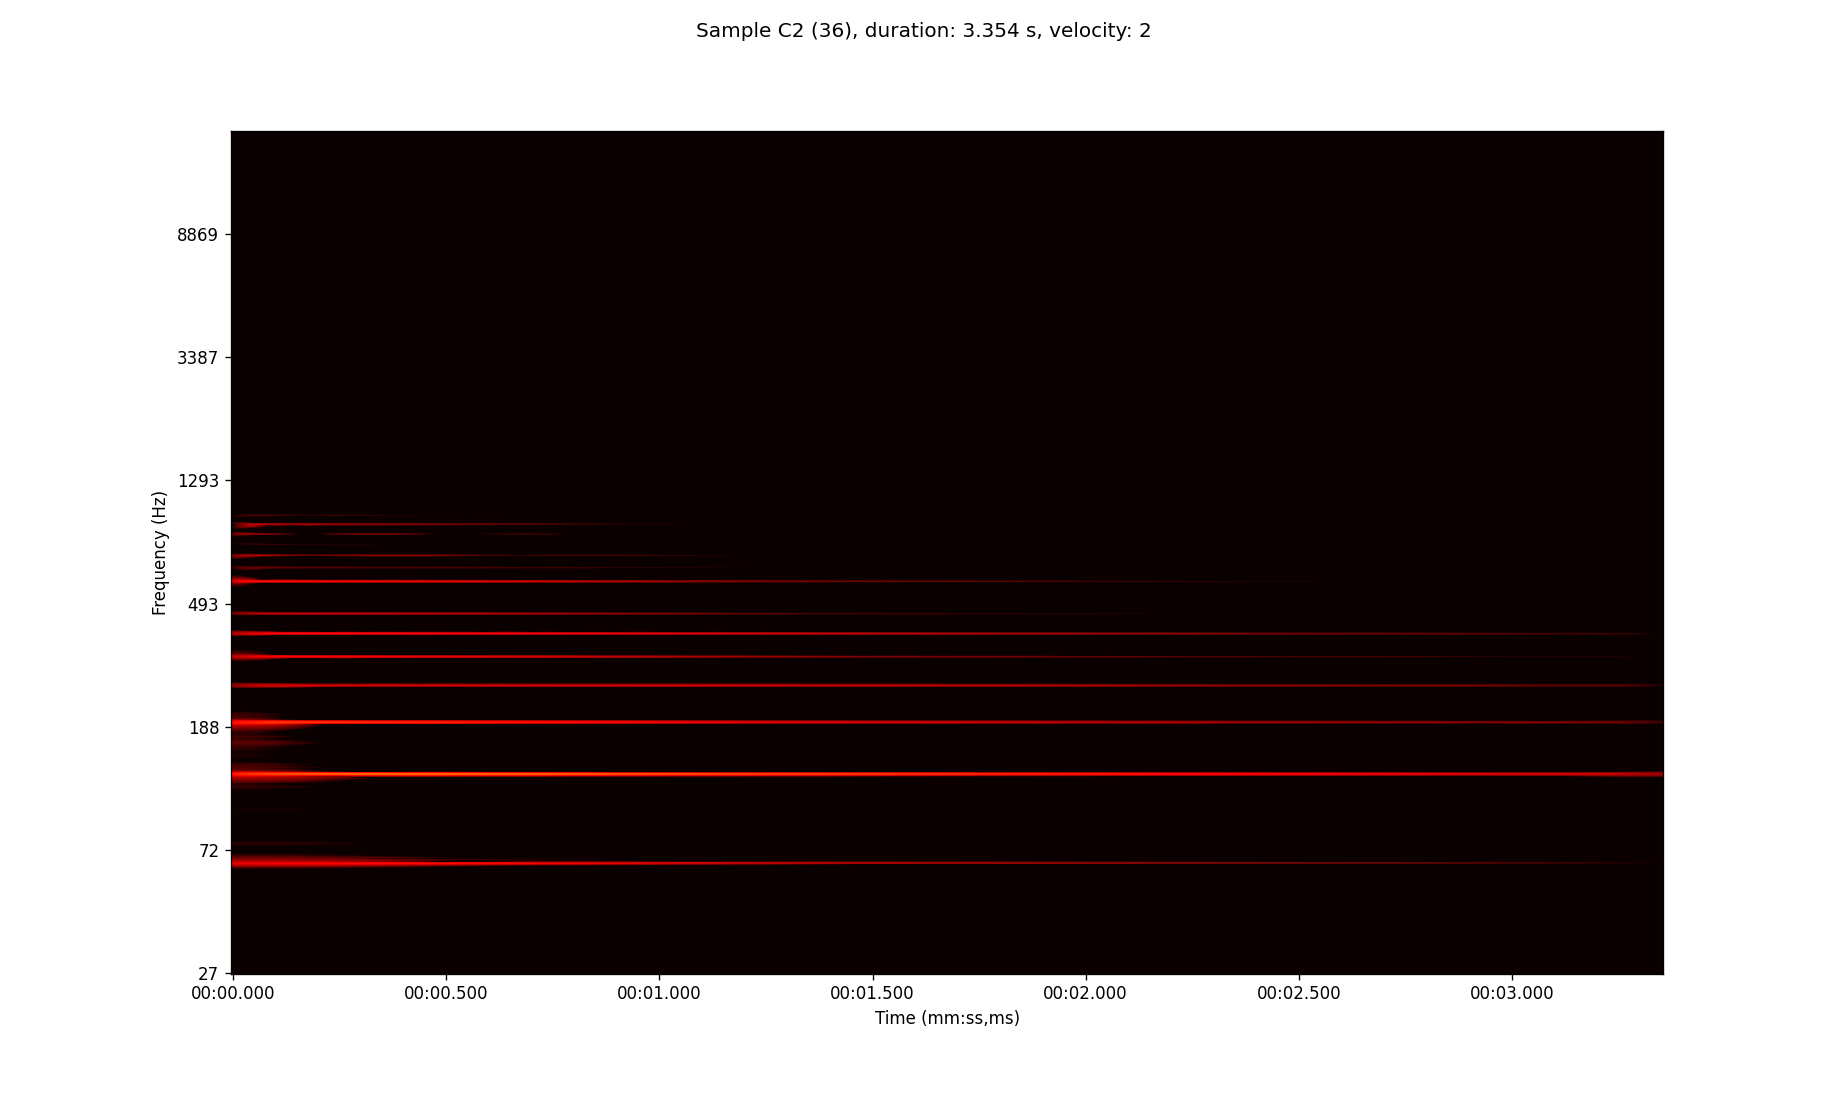 Sample C2 (36), duration: 3.354 s, velocity: 2
8869
3387
1293
493
188
72
27
Frequency (Hz)
00:00.000 00:00.500 00:01.000 00:01.500 00:02.000 00:02.500 00:03.000
Time (mm:ss,ms)